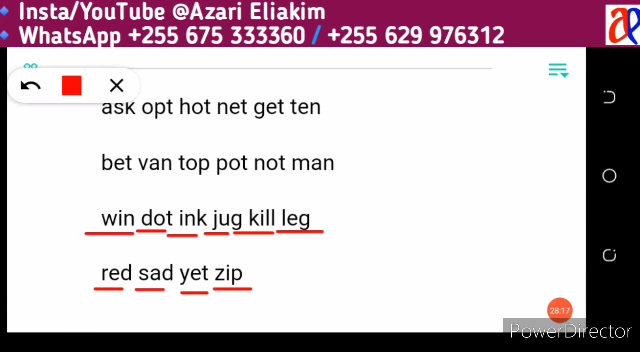 Insta/YouTube @Azari Eliakim
WhatsApp +255 675 333360 / +255 629 976312
ask opt hot net get ten
bet van top pot not man
win dot ink jug kill leg
red sad yet zip
28:17
PowerDirector